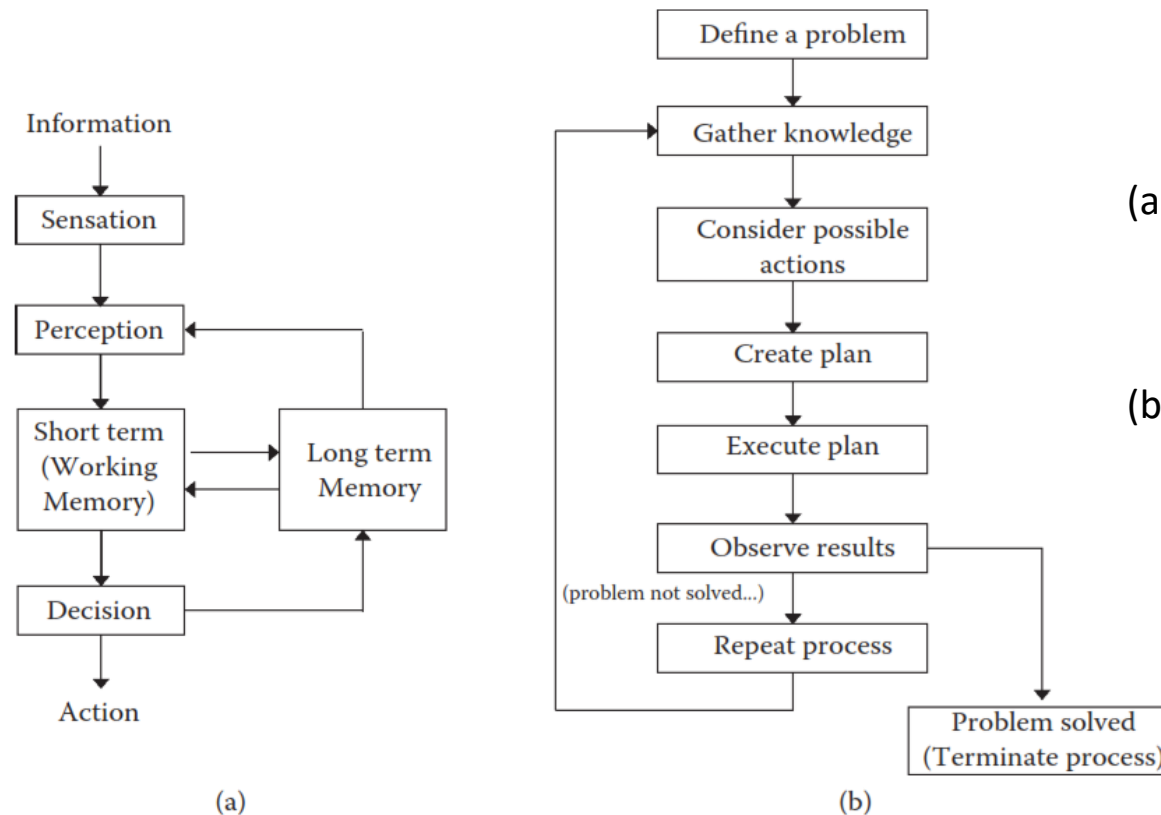 Information
Sensation
Perception
Short term
(Working
Memory)
Long term
Memory
Decision
Action
(a)
Define a problem
Gather knowledge
Consider possible
actions
Create plan
Execute plan
Observe results
(problem not solved...)
Repeat process
Problem solved
(Terminate process)
(b)
(a
(b